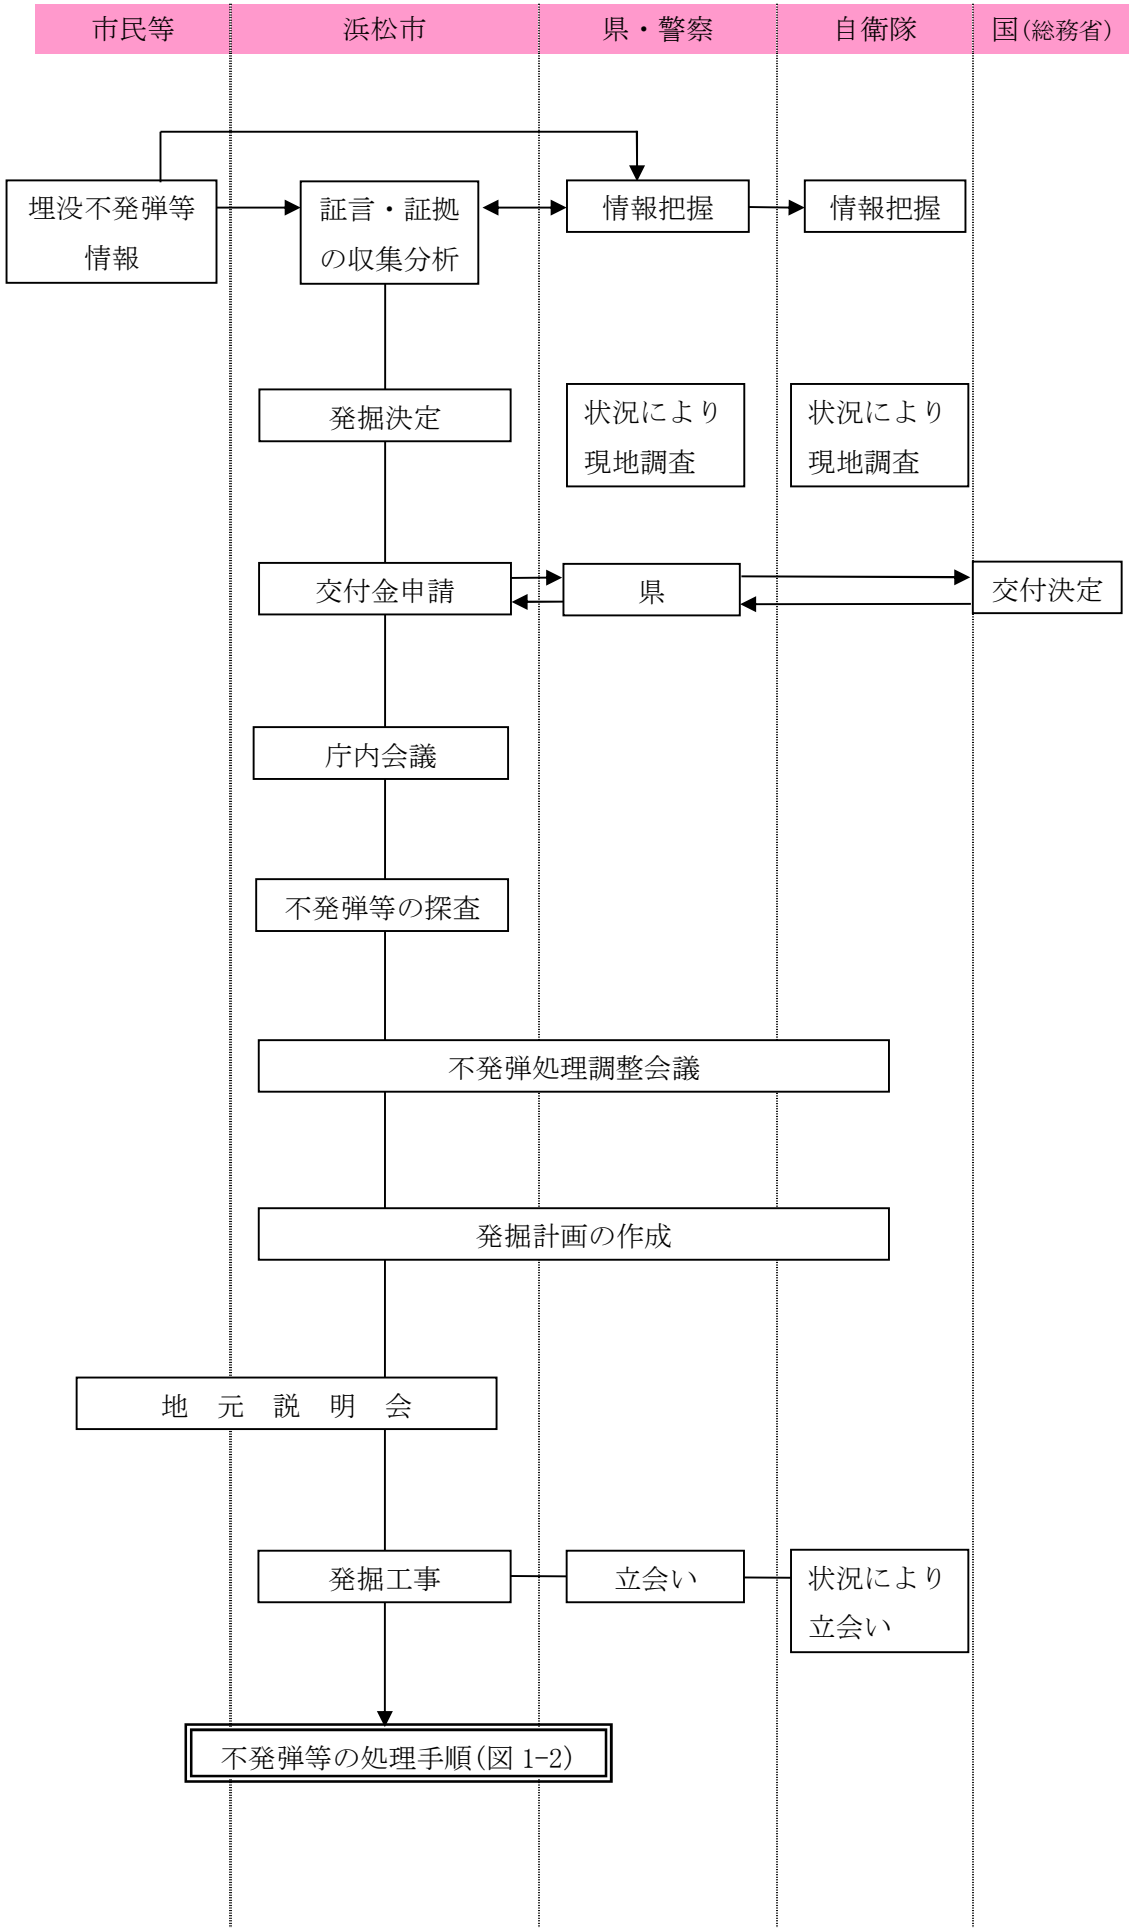 市民等
浜松市
県・警察
自衛隊
国(総務省)
埋没不発弾等
情報
証言・証拠
の収集分析
情報把握
情報把握
発掘決定
状況により
現地調査
状況により
現地調査
交付金申請
県
交付決定
庁内会議
不発弾等の探査
不発弾処理調整会議
発掘計画の作成
地 元 説 明 会
発掘工事
立会い
状況により
立会い
不発弾等の処理手順(図 1-2)